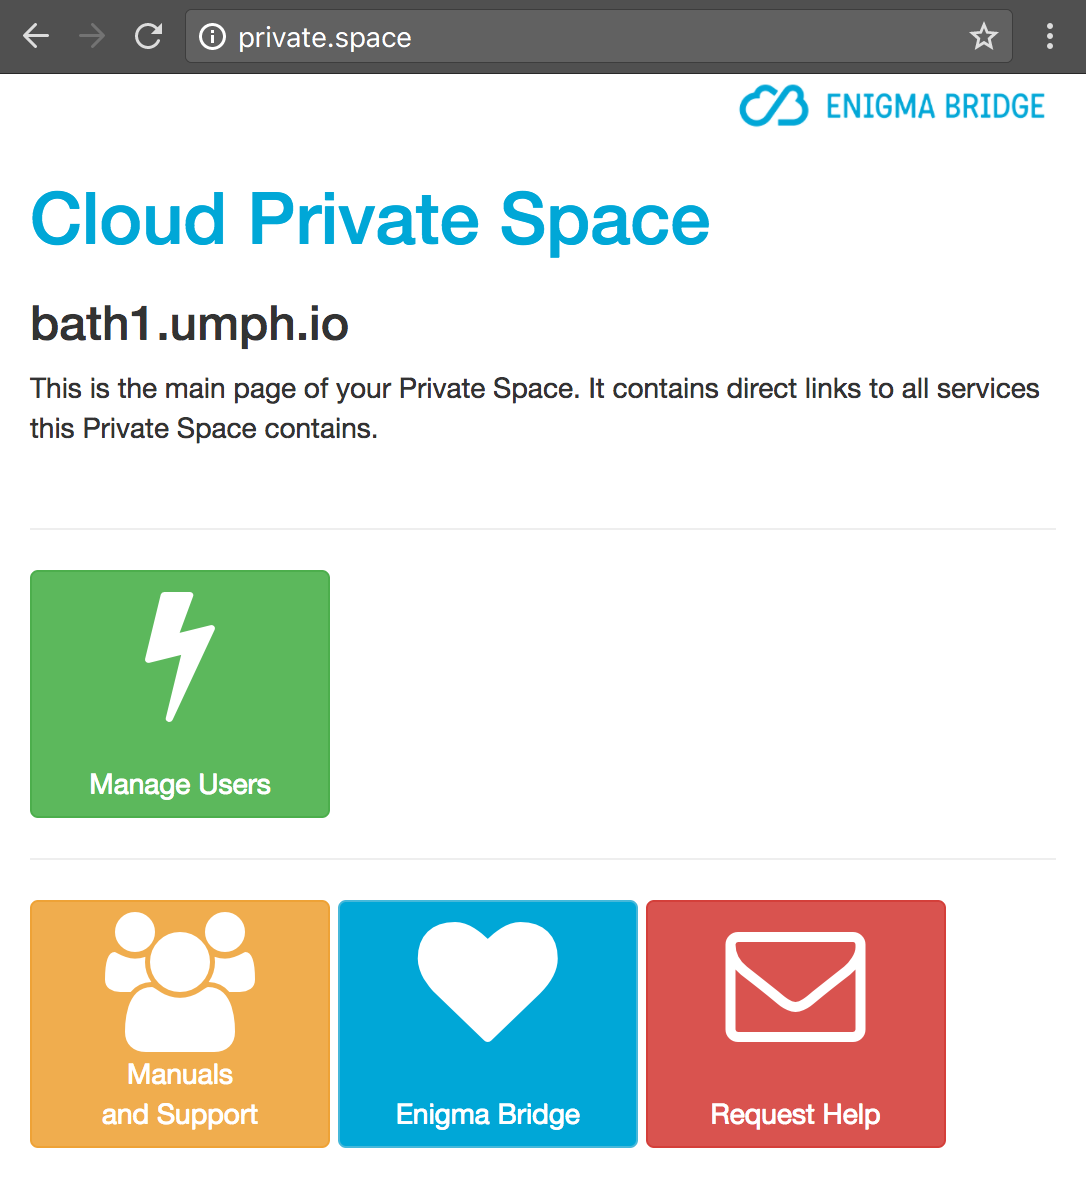 private.space
ENIGMA BRIDGE
Cloud Private Space
bath1.umph.io
This is the main page of your Private Space. It contains direct links to all services
this Private Space contains.
Manage Users
Manuals
and Support
Enigma Bridge
Request Help